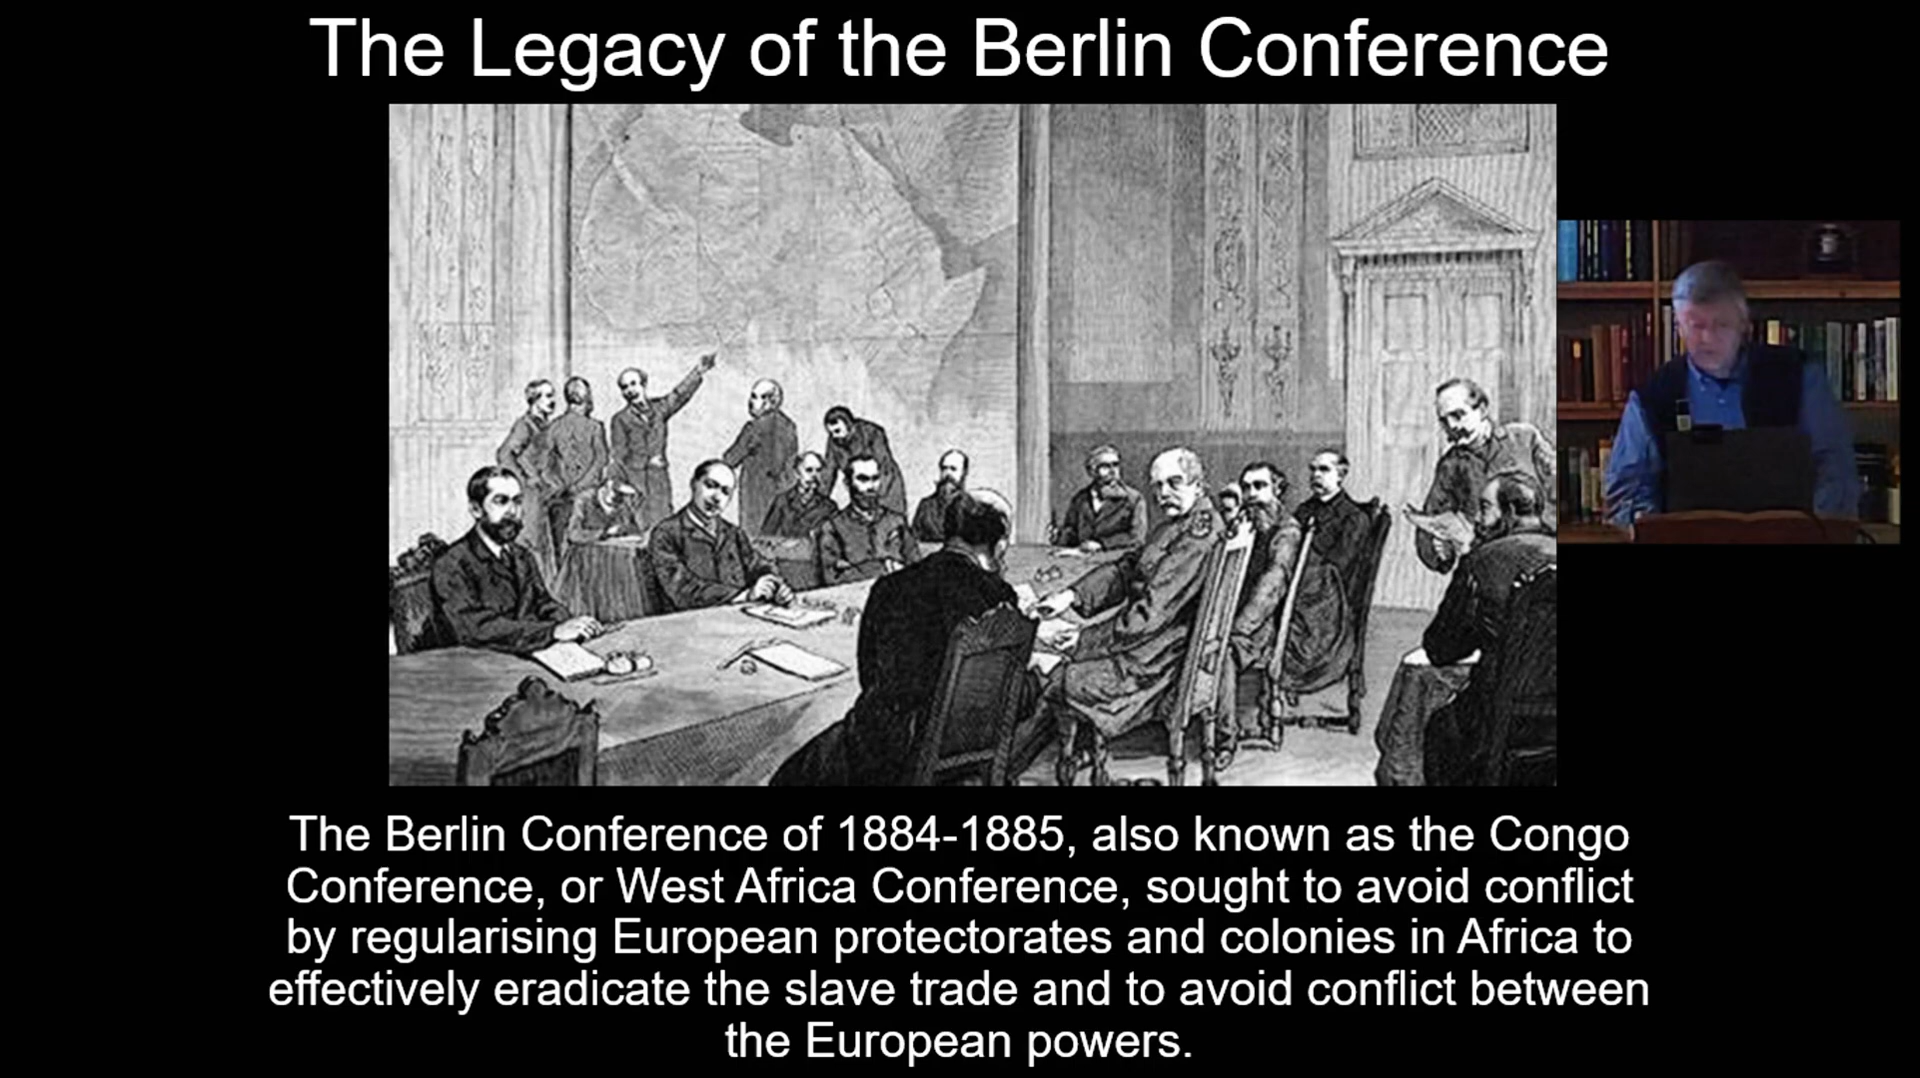 The Legacy of the Berlin Conference
The Berlin Conference of 1884-1885, also known as the Congo
Conference, or West Africa Conference, sought to avoid conflict
by regularising European protectorates and colonies in Africa to
effectively eradicate the slave trade and to avoid conflict between
the European powers.